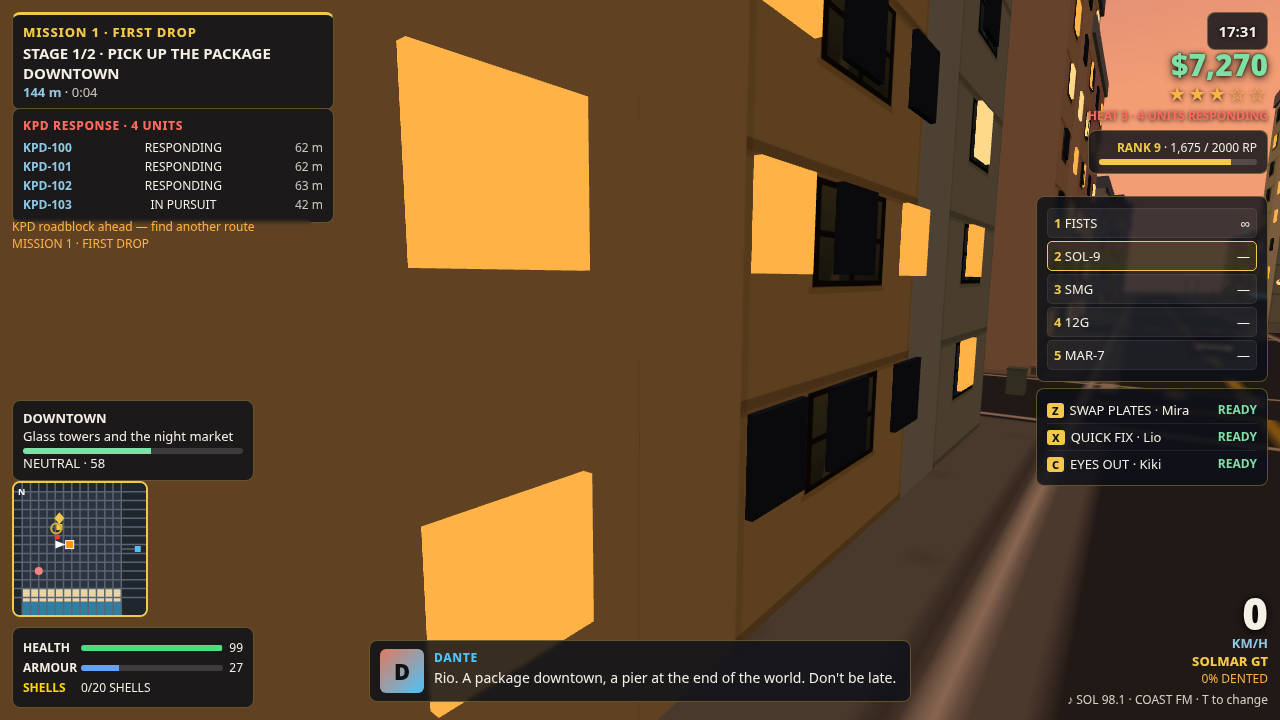 MISSION 1 · FIRST DROP
STAGE 1/2 · PICK UP THE PACKAGE
DOWNTOWN
144 m · 0:04
KPD RESPONSE · 4 UNITS
KPD-100 RESPONDING 62 m
KPD-101 RESPONDING 62 m
KPD-102 RESPONDING 63 m
KPD-103 IN PURSUIT 42 m
KPD roadblock ahead — find another route
MISSION 1 · FIRST DROP
17:31
$7,270
★★★☆☆
HEAT 3 · 4 UNITS RESPONDING
RANK 9 · 1,675 / 2000 RP
1 FISTS ∞
2 SOL-9 —
3 SMG —
4 12G —
5 MAR-7 —
Z SWAP PLATES · Mira READY
X QUICK FIX · Lio READY
C EYES OUT · Kiki READY
DOWNTOWN
Glass towers and the night market
NEUTRAL · 58
N
HEALTH 99
ARMOUR 27
SHELLS 0/20 SHELLS
D
DANTE
Rio. A package downtown, a pier at the end of the world. Don't be late.
0
KM/H
SOLMAR GT
0% DENTED
♪ SOL 98.1 · COAST FM · T to change